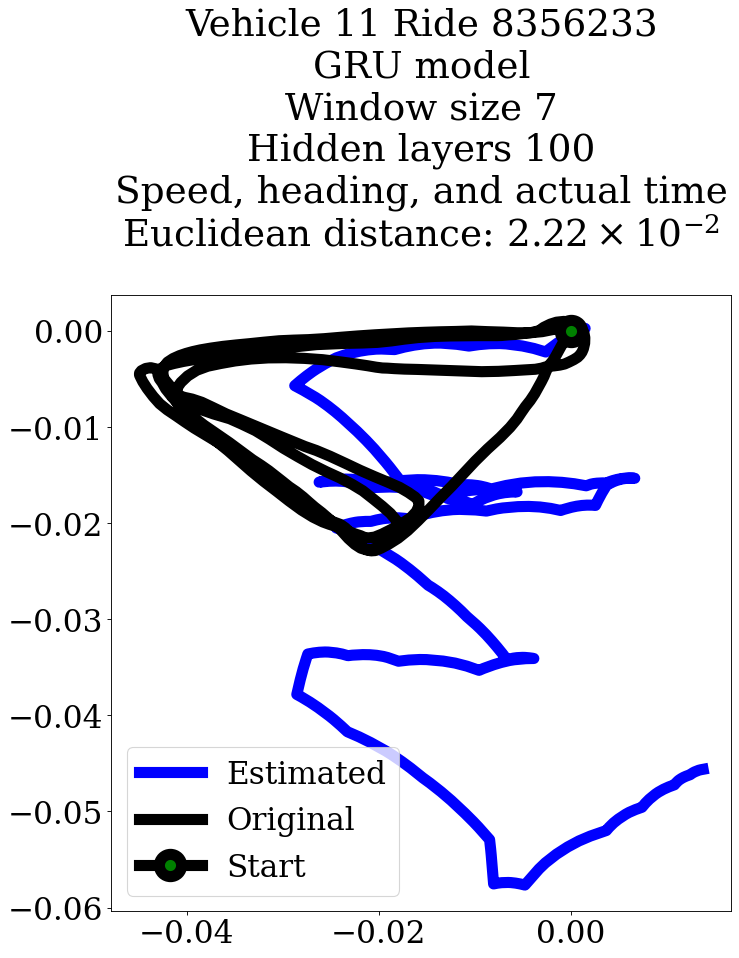 Vehicle 11 Ride 8356233
GRU model
Window size 7
Hidden layers 100
Speed, heading, and actual time
Euclidean distance: 2.22 × 10⁻²
0.00
−0.01
−0.02
−0.03
−0.04
−0.05
−0.06
Estimated
Original
Start
−0.04 −0.02 0.00